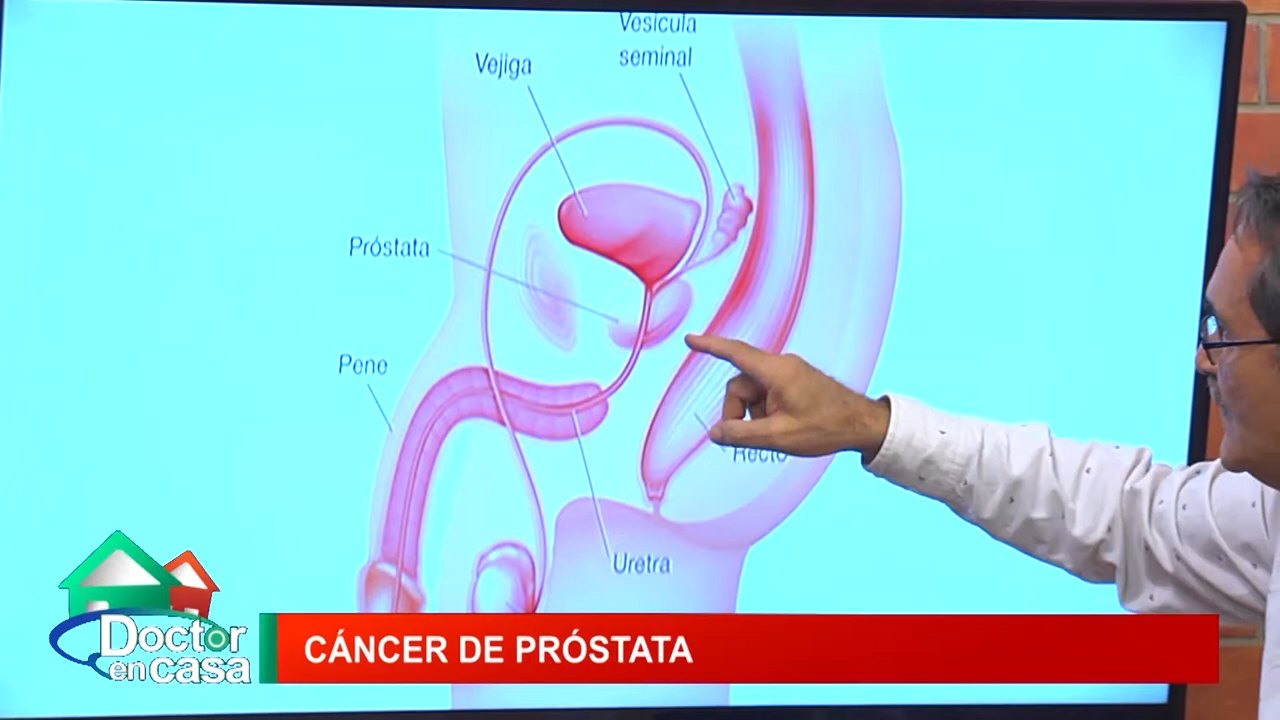 Vesícula
seminal
Vejiga
Próstata
Pene
Recto
Uretra
Doctor
en casa
CÁNCER DE PRÓSTATA